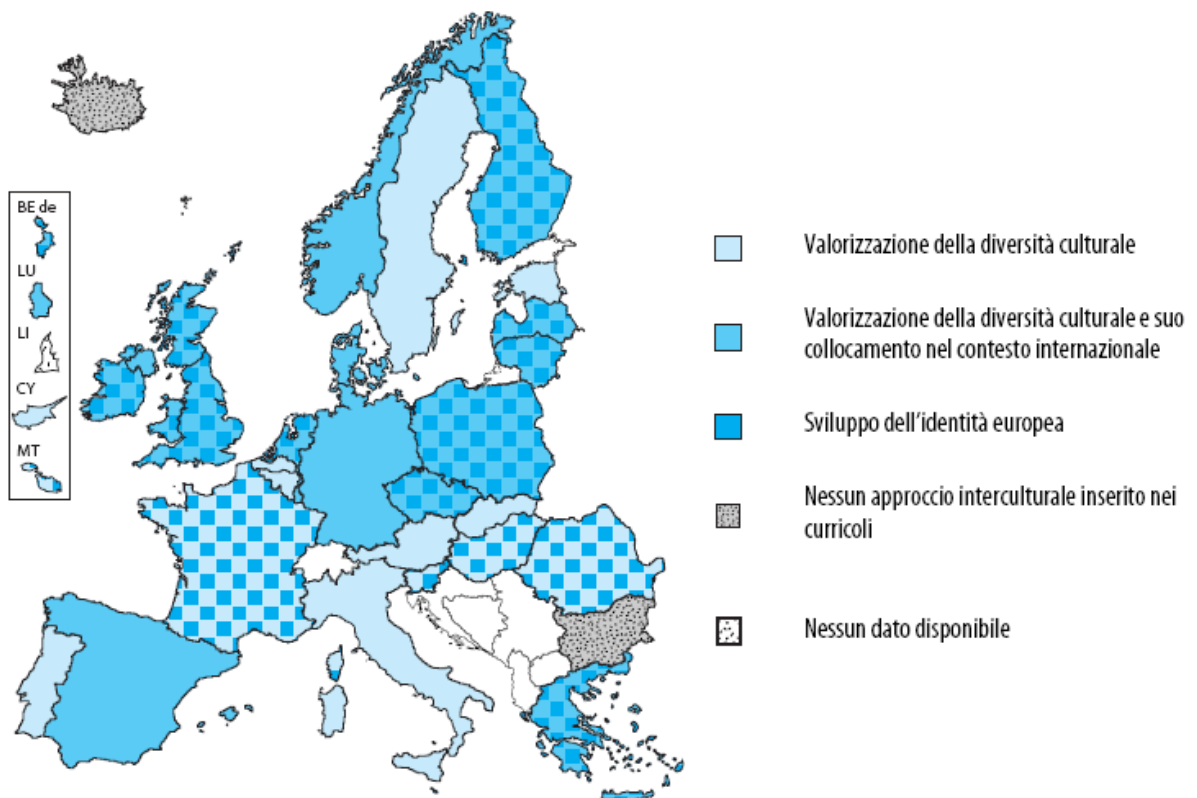 BE de
LU
LI
CY
MT
Valorizzazione della diversità culturale
Valorizzazione della diversità culturale e suo
collocamento nel contesto internazionale
Sviluppo dell'identità europea
Nessun approccio interculturale inserito nei
curricoli
Nessun dato disponibile